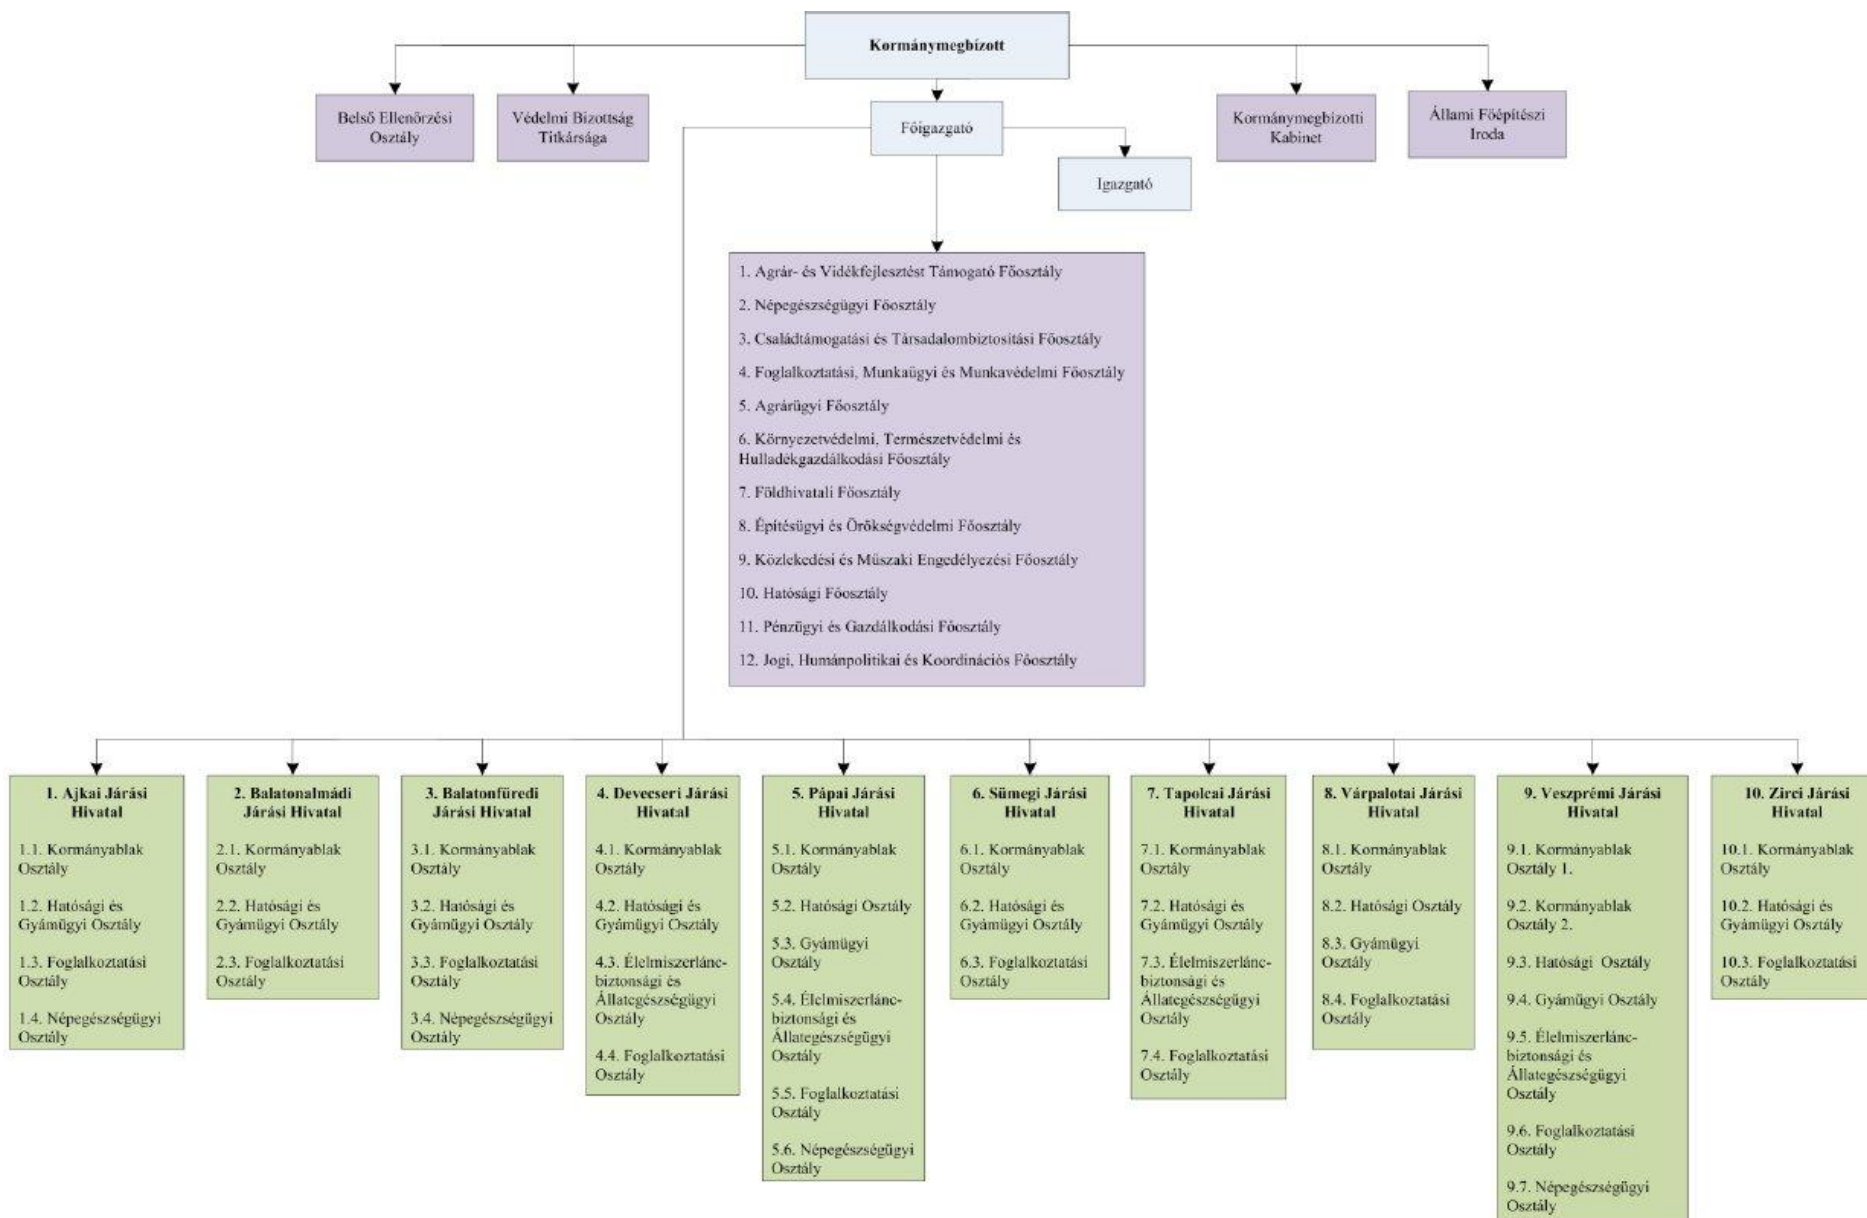 Kormánymegbízott
Belső Ellenőrzési
Osztály
Védelmi Bizottság
Titkársága
Főigazgató
Kormánymegbízotti
Kabinet
Állami Főépítészi
Iroda
Igazgató
1. Agrár- és Vidékfejlesztést Támogató Főosztály
2. Népegészségügyi Főosztály
3. Családtámogatási és Társadalombiztosítási Főosztály
4. Foglalkoztatási, Munkaügyi és Munkavédelmi Főosztály
5. Agrárügyi Főosztály
6. Környezetvédelmi, Természetvédelmi és
Hulladékgazdálkodási Főosztály
7. Földhivatali Főosztály
8. Építésügyi és Örökségvédelmi Főosztály
9. Közlekedési és Műszaki Engedélyezési Főosztály
10. Hatósági Főosztály
11. Pénzügyi és Gazdálkodási Főosztály
12. Jogi, Humánpolitikai és Koordinációs Főosztály
1. Ajkai Járási
Hivatal
1.1. Kormányablak
Osztály
1.2. Hatósági és
Gyámügyi Osztály
1.3. Foglalkoztatási
Osztály
1.4. Népegészségügyi
Osztály
2. Balatonalmádi
Járási Hivatal
2.1. Kormányablak
Osztály
2.2. Hatósági és
Gyámügyi Osztály
2.3. Foglalkoztatási
Osztály
3. Balatonfüredi
Járási Hivatal
3.1. Kormányablak
Osztály
3.2. Hatósági és
Gyámügyi Osztály
3.3. Foglalkoztatási
Osztály
3.4. Népegészségügyi
Osztály
4. Devecseri Járási
Hivatal
4.1. Kormányablak
Osztály
4.2. Hatósági és
Gyámügyi Osztály
4.3. Élelmiszerlánc-
biztonsági és
Állategészségügyi
Osztály
4.4. Foglalkoztatási
Osztály
5. Pápai Járási
Hivatal
5.1. Kormányablak
Osztály
5.2. Hatósági Osztály
5.3. Gyámügyi
Osztály
5.4. Élelmiszerlánc-
biztonsági és
Állategészségügyi
Osztály
5.5. Foglalkoztatási
Osztály
5.6. Népegészségügyi
Osztály
6. Sümegi Járási
Hivatal
6.1. Kormányablak
Osztály
6.2. Hatósági és
Gyámügyi Osztály
6.3. Foglalkoztatási
Osztály
7. Tapolcai Járási
Hivatal
7.1. Kormányablak
Osztály
7.2. Hatósági és
Gyámügyi Osztály
7.3. Élelmiszerlánc-
biztonsági és
Állategészségügyi
Osztály
7.4. Foglalkoztatási
Osztály
8. Várpalotai Járási
Hivatal
8.1. Kormányablak
Osztály
8.2. Hatósági Osztály
8.3. Gyámügyi
Osztály
8.4. Foglalkoztatási
Osztály
9. Veszprémi Járási
Hivatal
9.1. Kormányablak
Osztály 1.
9.2. Kormányablak
Osztály 2.
9.3. Hatósági Osztály
9.4. Gyámügyi Osztály
9.5. Élelmiszerlánc-
biztonsági és
Állategészségügyi
Osztály
9.6. Foglalkoztatási
Osztály
9.7. Népegészségügyi
Osztály
10. Zirci Járási
Hivatal
10.1. Kormányablak
Osztály
10.2. Hatósági és
Gyámügyi Osztály
10.3. Foglalkoztatási
Osztály